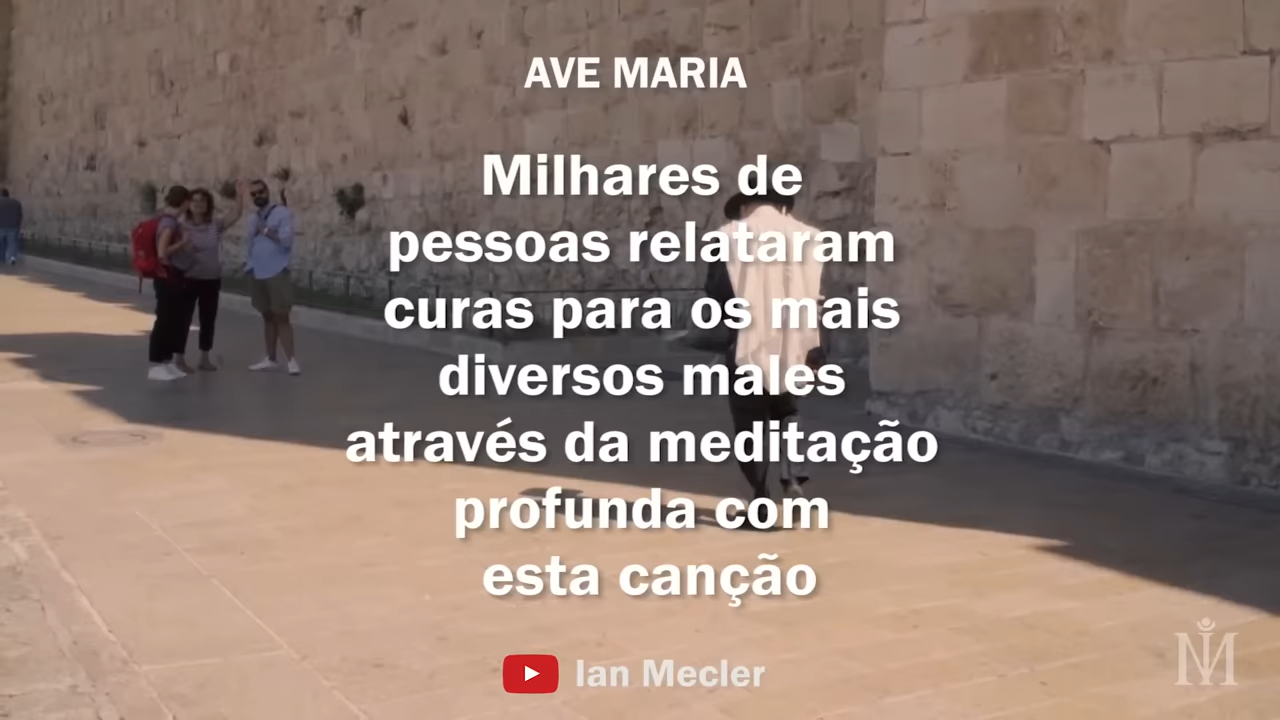 AVE MARIA
Milhares de
pessoas relataram
curas para os mais
diversos males
através da meditação
profunda com
esta canção
Ian Mecler
IM